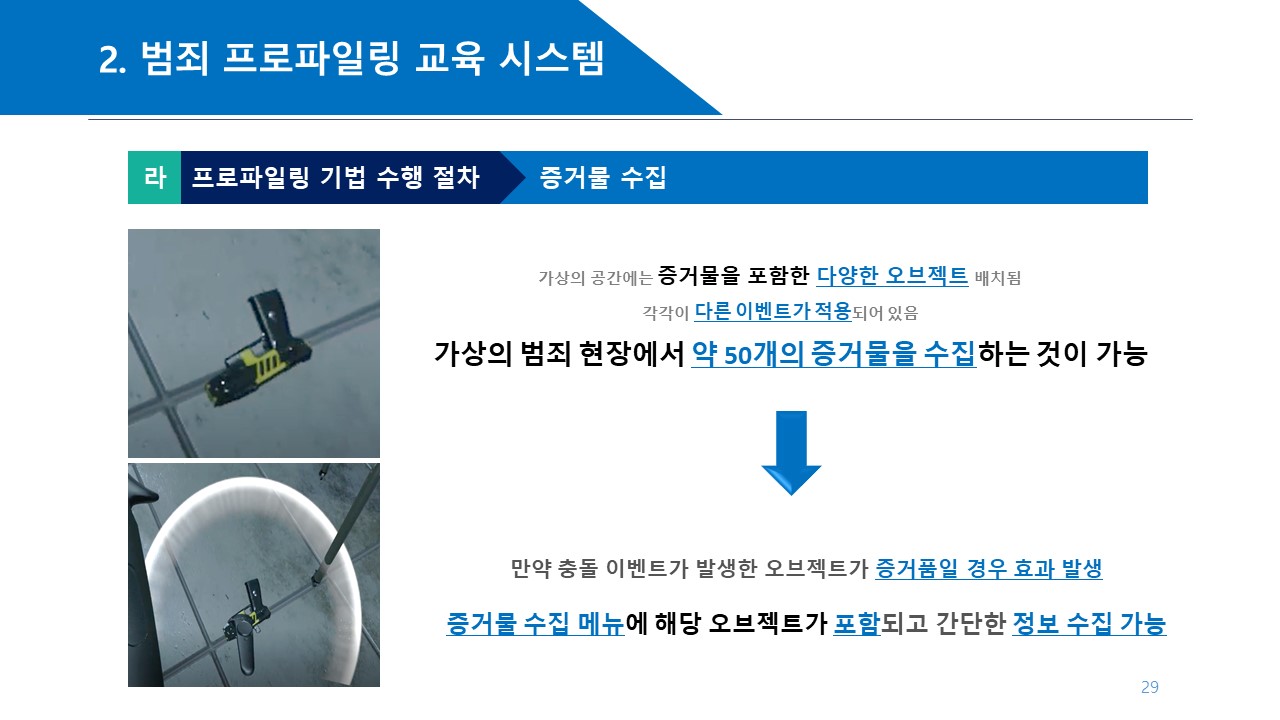 2. 범죄 프로파일링 교육 시스템
라 프로파일링 기법 수행 절차 증거물 수집
가상의 공간에는 증거물을 포함한 다양한 오브젝트 배치됨
각각이 다른 이벤트가 적용되어 있음
가상의 범죄 현장에서 약 50개의 증거물을 수집하는 것이 가능
만약 충돌 이벤트가 발생한 오브젝트가 증거품일 경우 효과 발생
증거물 수집 메뉴에 해당 오브젝트가 포함되고 간단한 정보 수집 가능
29